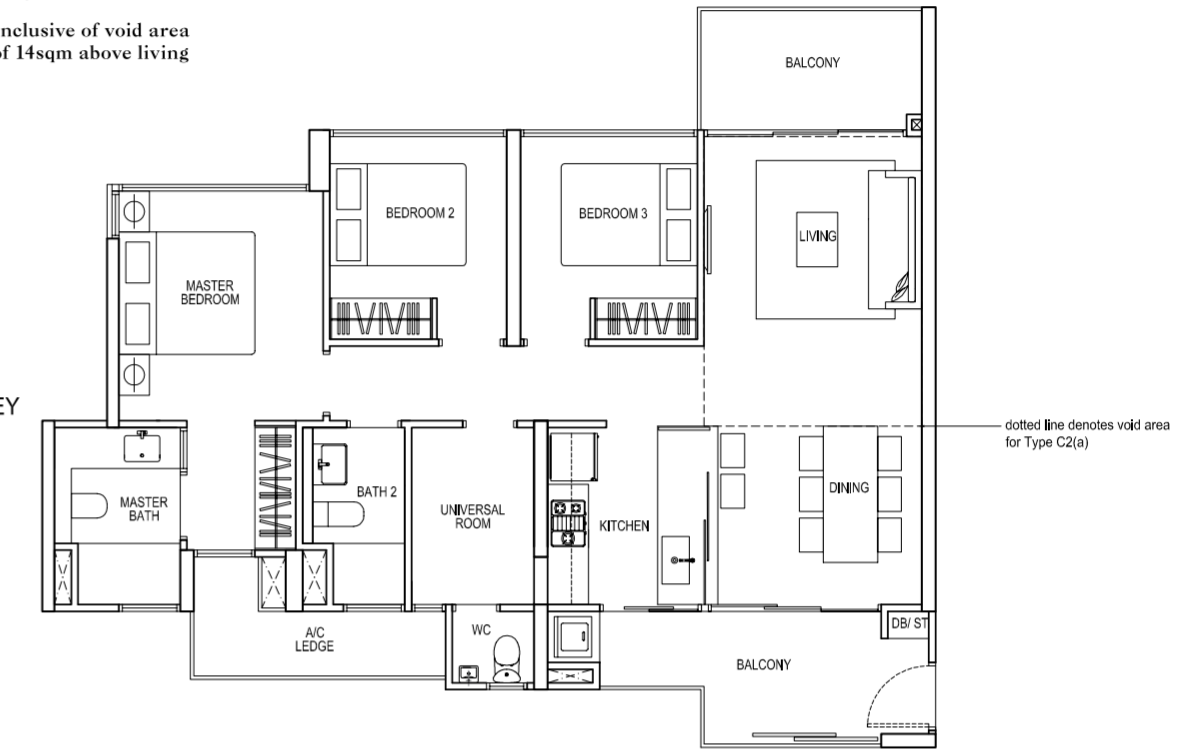 nclusive of void area
of 14sqm above living
BALCONY
BEDROOM 2
BEDROOM 3
LIVING
MASTER
BEDROOM
EY
dotted line denotes void area
for Type C2(a)
MASTER
BATH
BATH 2
UNIVERSAL
ROOM
KITCHEN
DINING
A/C
LEDGE
WC
DB/ ST
BALCONY